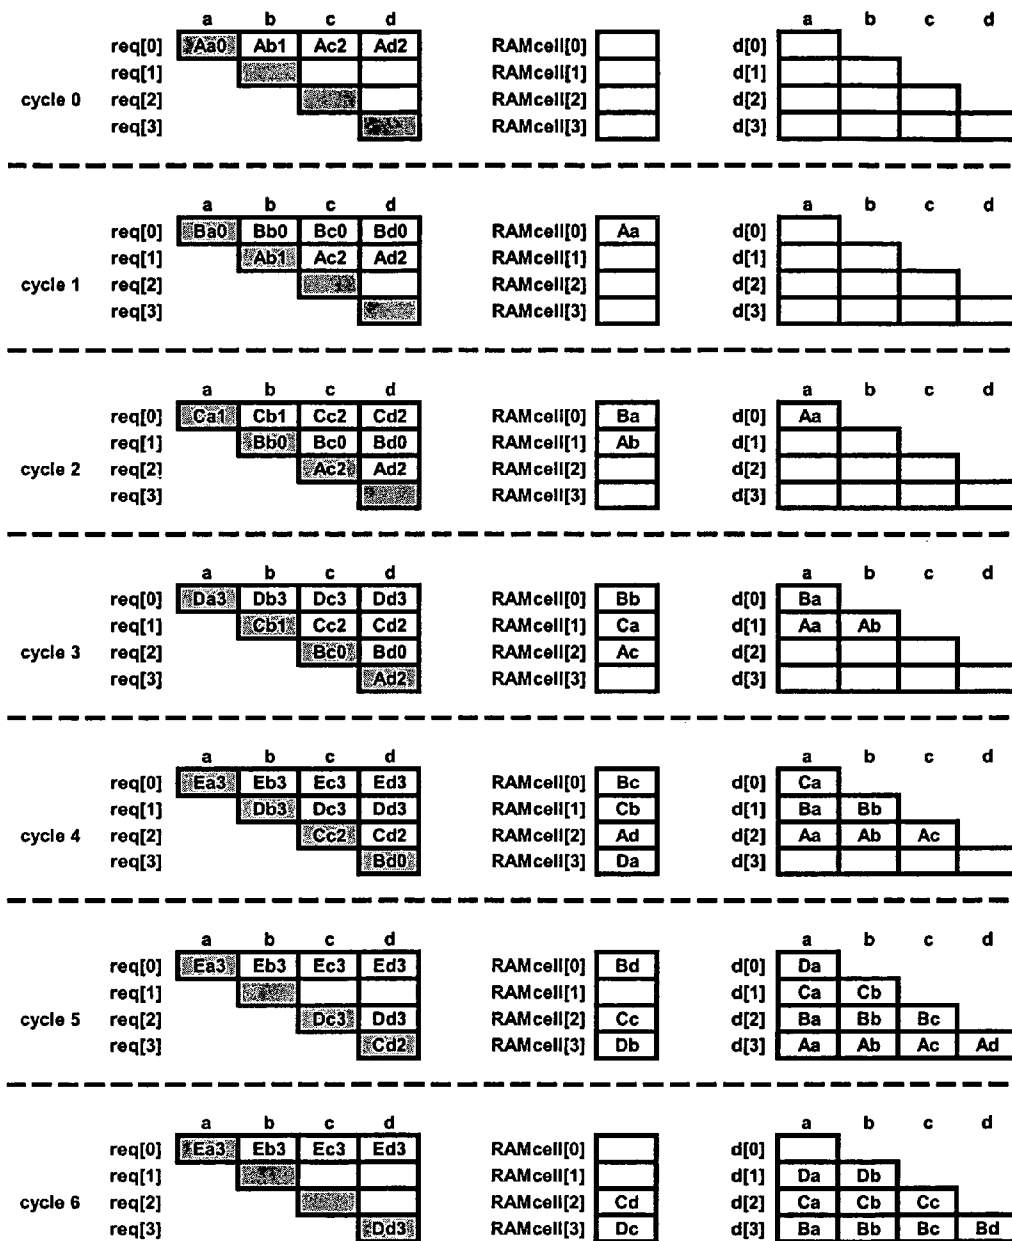 a b c d a b c d
req[0] Aa0 Ab1 Ac2 Ad2 RAMcell[0] d[0]
req[1] RAMcell[1] d[1]
cycle 0 req[2] RAMcell[2] d[2]
req[3] RAMcell[3] d[3]
a b c d a b c d
req[0] Ba0 Bb0 Bc0 Bd0 RAMcell[0] Aa d[0]
req[1] Ab1 Ac2 Ad2 RAMcell[1] d[1]
cycle 1 req[2] RAMcell[2] d[2]
req[3] RAMcell[3] d[3]
a b c d a b c d
req[0] Ca1 Cb1 Cc2 Cd2 RAMcell[0] Ba d[0] Aa
req[1] Bb0 Bc0 Bd0 RAMcell[1] Ab d[1]
cycle 2 req[2] Ac2 Ad2 RAMcell[2] d[2]
req[3] RAMcell[3] d[3]
a b c d a b c d
req[0] Da3 Db3 Dc3 Dd3 RAMcell[0] Bb d[0] Ba
req[1] Cb1 Cc2 Cd2 RAMcell[1] Ca d[1] Aa Ab
cycle 3 req[2] Bc0 Bd0 RAMcell[2] Ac d[2]
req[3] Ad2 RAMcell[3] d[3]
a b c d a b c d
req[0] Ea3 Eb3 Ec3 Ed3 RAMcell[0] Bc d[0] Ca
req[1] Db3 Dc3 Dd3 RAMcell[1] Cb d[1] Ba Bb
cycle 4 req[2] Cc2 Cd2 RAMcell[2] Ad d[2] Aa Ab Ac
req[3] Bd0 RAMcell[3] Da d[3]
a b c d a b c d
req[0] Ea3 Eb3 Ec3 Ed3 RAMcell[0] Bd d[0] Da
req[1] RAMcell[1] d[1] Ca Cb
cycle 5 req[2] Dc3 Dd3 RAMcell[2] Cc d[2] Ba Bb Bc
req[3] Cd2 RAMcell[3] Db d[3] Aa Ab Ac Ad
a b c d a b c d
req[0] Ea3 Eb3 Ec3 Ed3 RAMcell[0] d[0]
req[1] RAMcell[1] d[1] Da Db
cycle 6 req[2] RAMcell[2] Cd d[2] Ca Cb Cc
req[3] Dd3 RAMcell[3] Dc d[3] Ba Bb Bc Bd